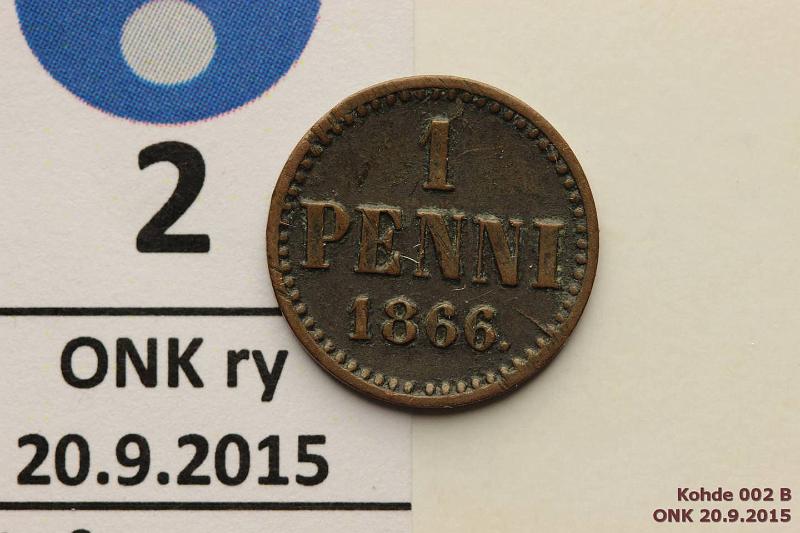 2
ONK ry
20.9.2015
1
PENNI
1866.
Kohde 002 B
ONK 20.9.2015